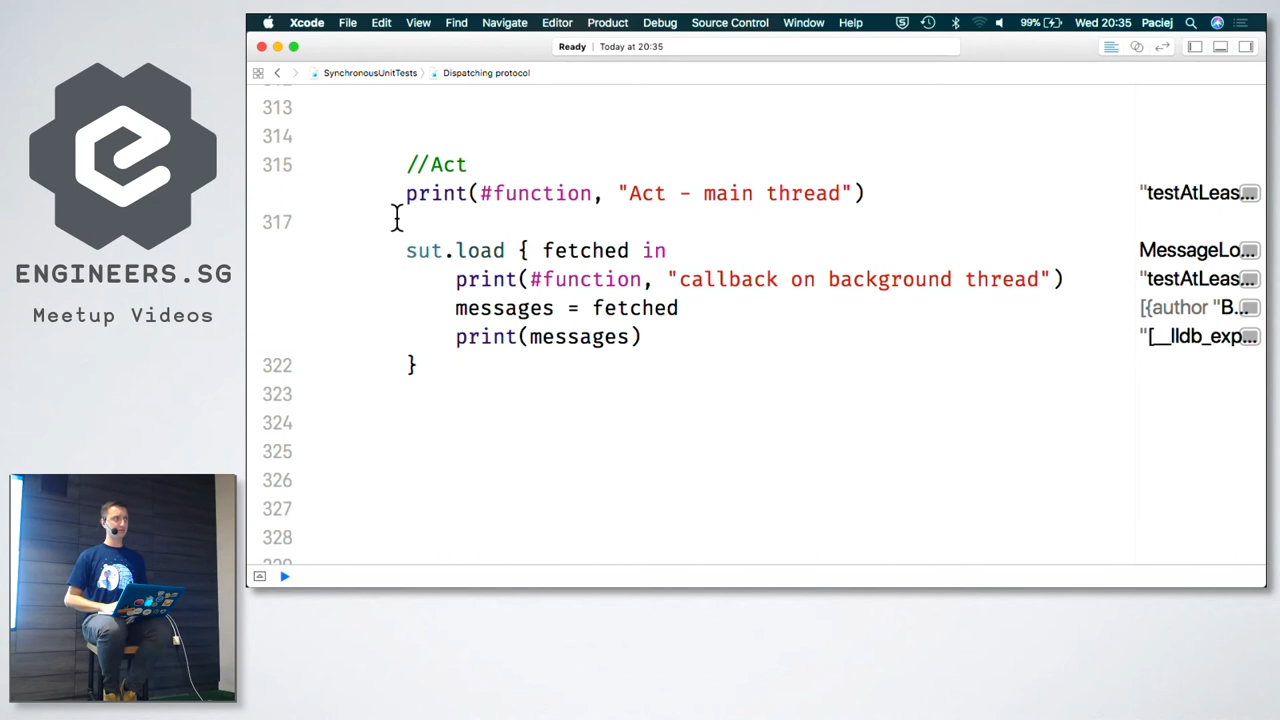 Xcode File Edit View Find Navigate Editor Product Debug Source Control Window Help 99% Wed 20:35 Paciej
Ready | Today at 20:35
SynchronousUnitTests Dispatching protocol
313
314
315 //Act
print(#function, "Act - main thread") "testAtLeas...
317
sut.load { fetched in MessageLo...
print(#function, "callback on background thread") "testAtLeas...
messages = fetched [{author "B...
print(messages) "[__lldb_exp...
322 }
323
324
325
326
327
328
ENGINEERS.SG
Meetup Videos